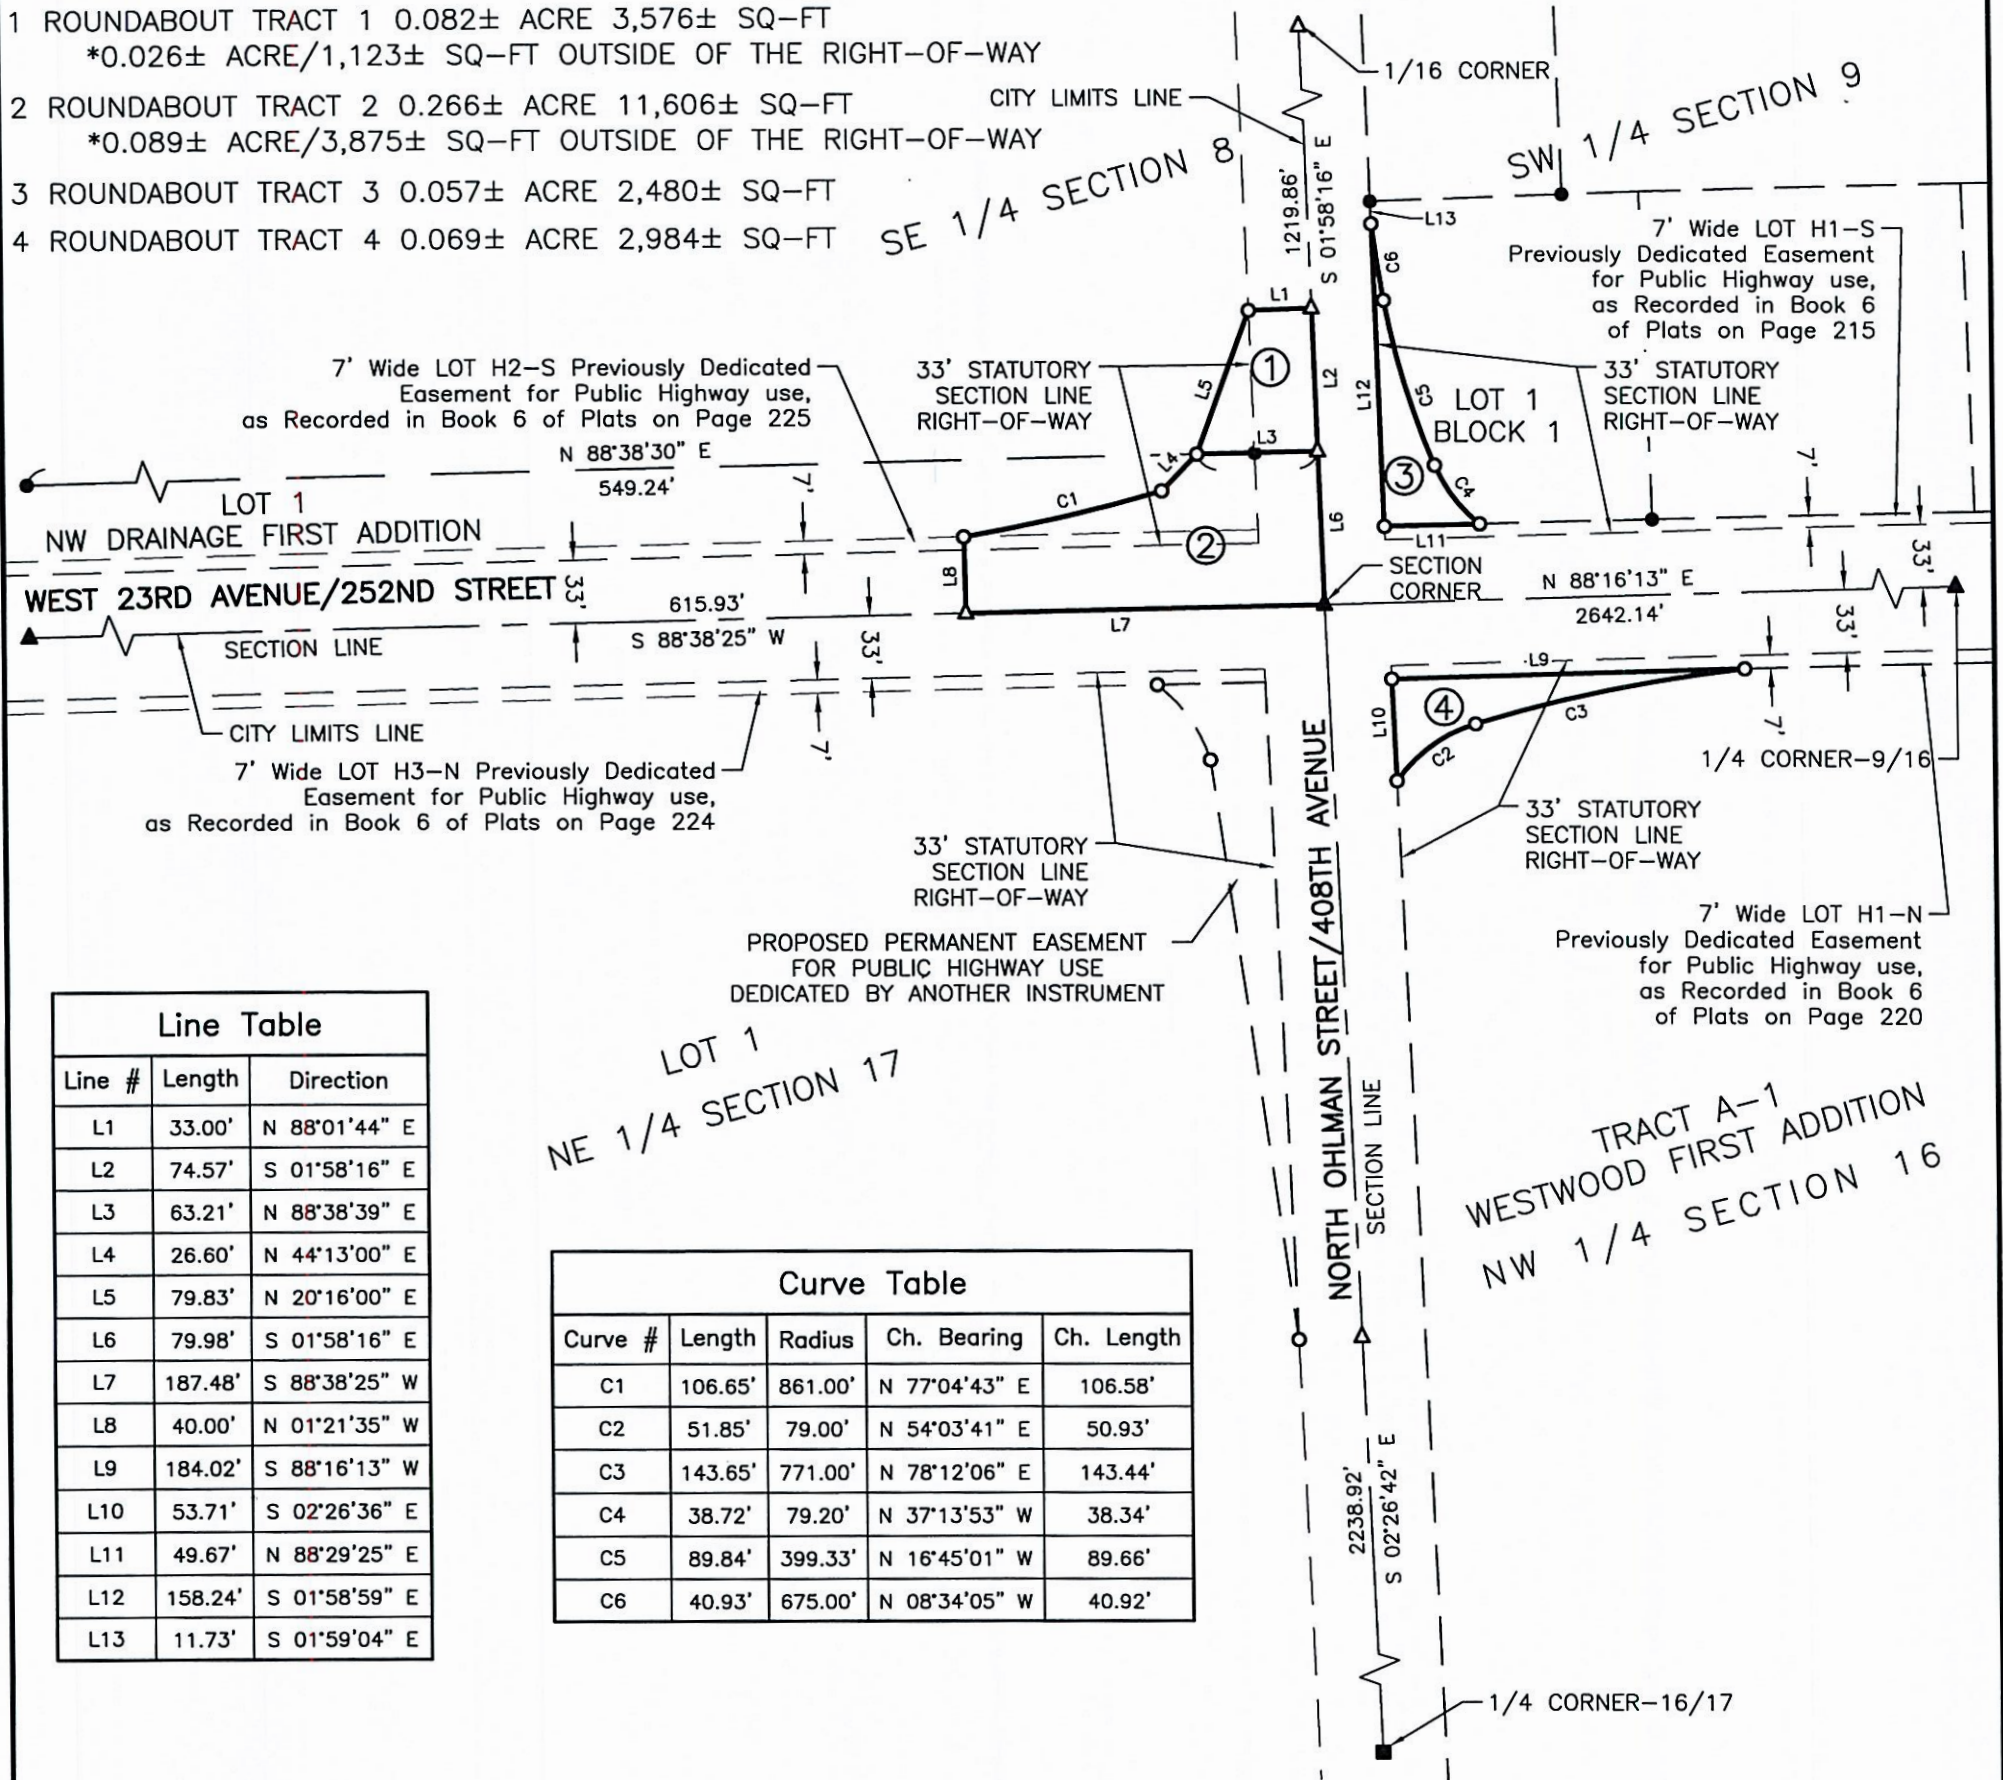 1 ROUNDABOUT TRACT 1 0.082± ACRE 3,576± SQ-FT
*0.026± ACRE/1,123± SQ-FT OUTSIDE OF THE RIGHT-OF-WAY
2 ROUNDABOUT TRACT 2 0.266± ACRE 11,606± SQ-FT
*0.089± ACRE/3,875± SQ-FT OUTSIDE OF THE RIGHT-OF-WAY
3 ROUNDABOUT TRACT 3 0.057± ACRE 2,480± SQ-FT
4 ROUNDABOUT TRACT 4 0.069± ACRE 2,984± SQ-FT
1/16 CORNER
CITY LIMITS LINE
SE 1/4 SECTION 8
SW 1/4 SECTION 9
1219.86'
S 01°58'16" E
L13
C6
7' Wide LOT H1-S
Previously Dedicated Easement
for Public Highway use,
as Recorded in Book 6
of Plats on Page 215
L1
7' Wide LOT H2-S Previously Dedicated
Easement for Public Highway use,
as Recorded in Book 6 of Plats on Page 225
33' STATUTORY
SECTION LINE
RIGHT-OF-WAY
1
L5
L2
L12
C5
LOT 1
BLOCK 1
33' STATUTORY
SECTION LINE
RIGHT-OF-WAY
N 88°38'30" E
549.24'
L3
L4
C1
3
C4
7'
7'
LOT 1
NW DRAINAGE FIRST ADDITION
2
L6
L11
L8
33'
33'
WEST 23RD AVENUE/252ND STREET
SECTION
CORNER
N 88°16'13" E
2642.14'
615.93'
S 88°38'25" W
L7
SECTION LINE
33'
33'
L9
4
L10
C3
C2
7'
7'
CITY LIMITS LINE
1/4 CORNER-9/16
7' Wide LOT H3-N Previously Dedicated
Easement for Public Highway use,
as Recorded in Book 6 of Plats on Page 224
33' STATUTORY
SECTION LINE
RIGHT-OF-WAY
33' STATUTORY
SECTION LINE
RIGHT-OF-WAY
NORTH OHLMAN STREET/408TH AVENUE
PROPOSED PERMANENT EASEMENT
FOR PUBLIC HIGHWAY USE
DEDICATED BY ANOTHER INSTRUMENT
7' Wide LOT H1-N
Previously Dedicated Easement
for Public Highway use,
as Recorded in Book 6
of Plats on Page 220
LOT 1
NE 1/4 SECTION 17
SECTION LINE
TRACT A-1
WESTWOOD FIRST ADDITION
NW 1/4 SECTION 16
Line Table
Line # Length Direction
L1 33.00' N 88°01'44" E
L2 74.57' S 01°58'16" E
L3 63.21' N 88°38'39" E
L4 26.60' N 44°13'00" E
L5 79.83' N 20°16'00" E
L6 79.98' S 01°58'16" E
L7 187.48' S 88°38'25" W
L8 40.00' N 01°21'35" W
L9 184.02' S 88°16'13" W
L10 53.71' S 02°26'36" E
L11 49.67' N 88°29'25" E
L12 158.24' S 01°58'59" E
L13 11.73' S 01°59'04" E
Curve Table
Curve # Length Radius Ch. Bearing Ch. Length
C1 106.65' 861.00' N 77°04'43" E 106.58'
C2 51.85' 79.00' N 54°03'41" E 50.93'
C3 143.65' 771.00' N 78°12'06" E 143.44'
C4 38.72' 79.20' N 37°13'53" W 38.34'
C5 89.84' 399.33' N 16°45'01" W 89.66'
C6 40.93' 675.00' N 08°34'05" W 40.92'
2238.92'
S 02°26'42" E
1/4 CORNER-16/17